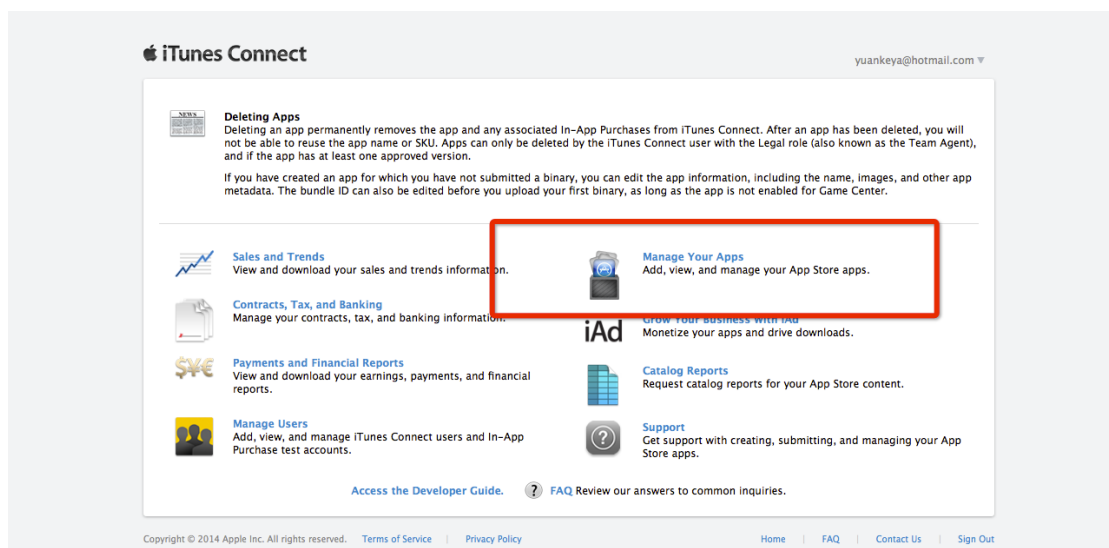 iTunes Connect
yuankeya@hotmail.com ▼
NEWS
Deleting Apps
Deleting an app permanently removes the app and any associated In-App Purchases from iTunes Connect. After an app has been deleted, you will
not be able to reuse the app name or SKU. Apps can only be deleted by the iTunes Connect user with the Legal role (also known as the Team Agent),
and if the app has at least one approved version.
If you have created an app for which you have not submitted a binary, you can edit the app information, including the name, images, and other app
metadata. The bundle ID can also be edited before you upload your first binary, as long as the app is not enabled for Game Center.
Sales and Trends
View and download your sales and trends information.
Manage Your Apps
Add, view, and manage your App Store apps.
Contracts, Tax, and Banking
Manage your contracts, tax, and banking information.
iAd
Grow Your Business With iAd
Monetize your apps and drive downloads.
$¥€
Payments and Financial Reports
View and download your earnings, payments, and financial
reports.
Catalog Reports
Request catalog reports for your App Store content.
Manage Users
Add, view, and manage iTunes Connect users and In-App
Purchase test accounts.
?
Support
Get support with creating, submitting, and managing your App
Store apps.
Access the Developer Guide. ? FAQ Review our answers to common inquiries.
Copyright © 2014 Apple Inc. All rights reserved. Terms of Service | Privacy Policy
Home | FAQ | Contact Us | Sign Out